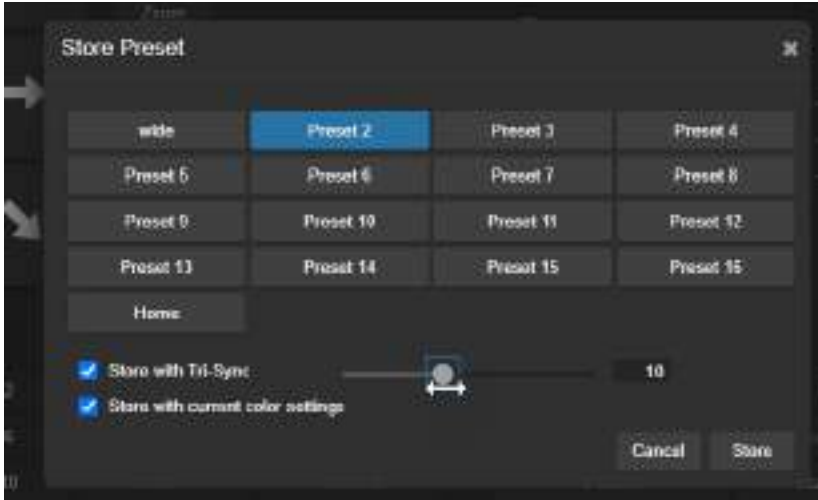 Zoom
Store Preset
wide Preset 2 Preset 3 Preset 4
Preset 5 Preset 6 Preset 7 Preset 8
Preset 9 Preset 10 Preset 11 Preset 12
Preset 13 Preset 14 Preset 15 Preset 16
Home
Store with Tri-Sync 10
Store with current color settings
Cancel Store